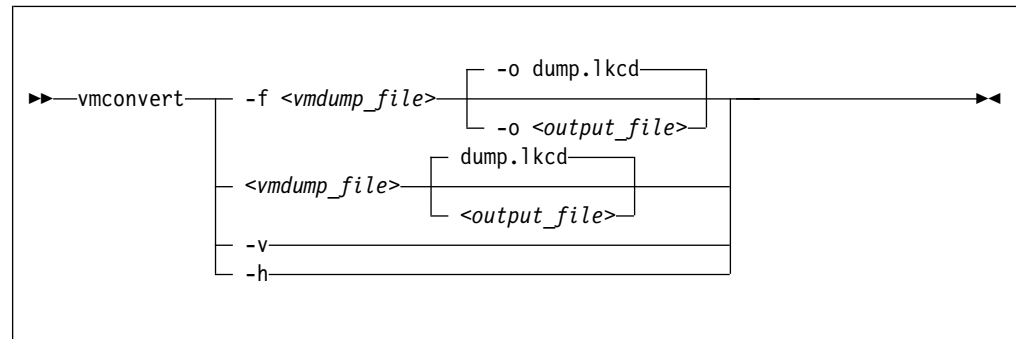 -o dump.lkcd
vmconvert -f <vmdump_file>
-o <output_file>
dump.lkcd
<vmdump_file>
<output_file>
-v
-h